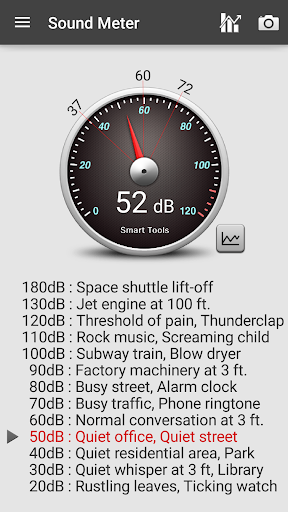 Sound Meter
60
37
72
40
60
20
80
0
100
120
52 dB
Smart Tools
180dB : Space shuttle lift-off
130dB : Jet engine at 100 ft.
120dB : Threshold of pain, Thunderclap
110dB : Rock music, Screaming child
100dB : Subway train, Blow dryer
90dB : Factory machinery at 3 ft.
80dB : Busy street, Alarm clock
70dB : Busy traffic, Phone ringtone
60dB : Normal conversation at 3 ft.
50dB : Quiet office, Quiet street
40dB : Quiet residential area, Park
30dB : Quiet whisper at 3 ft, Library
20dB : Rustling leaves, Ticking watch